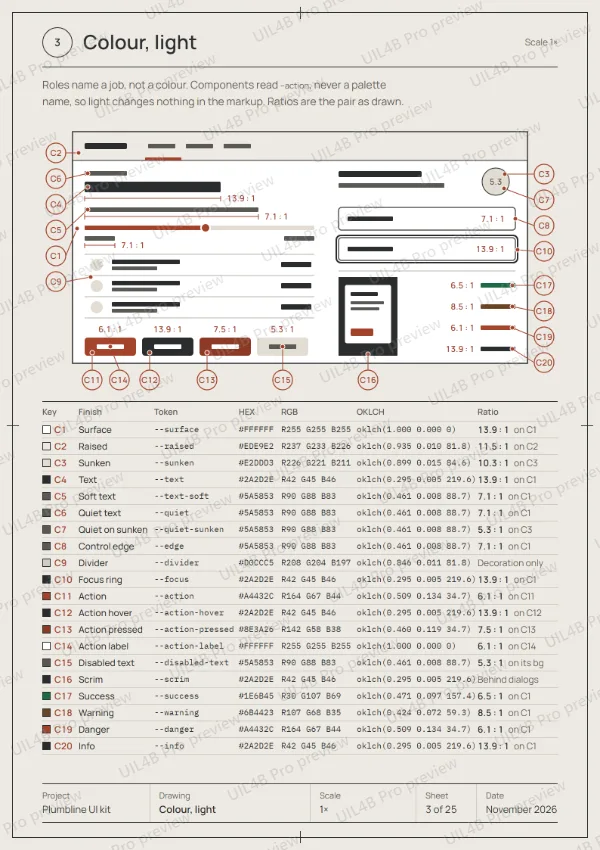 3
Colour, light
Scale 1×
Roles name a job, not a colour. Components read --action, never a palette
name, so light changes nothing in the markup. Ratios are the pair as drawn.
C2
C6
C4
C5
C1
C9
13.9 : 1
7.1 : 1
7.1 : 1
6.1 : 1
13.9 : 1
7.5 : 1
5.3 : 1
5.3
7.1 : 1
13.9 : 1
6.5 : 1
8.5 : 1
6.1 : 1
13.9 : 1
C3
C7
C8
C10
C17
C18
C19
C20
C11
C14
C12
C13
C15
C16
Key Finish Token HEX RGB OKLCH Ratio
C1 Surface --surface #FFFFFF R255 G255 B255 oklch(1.000 0.000 0) 13.9 : 1 on C1
C2 Raised --raised #EDE9E2 R237 G233 B226 oklch(0.935 0.010 81.8) 11.5 : 1 on C2
C3 Sunken --sunken #E2DDD3 R226 G221 B211 oklch(0.899 0.015 84.6) 10.3 : 1 on C3
C4 Text --text #2A2D2E R42 G45 B46 oklch(0.295 0.005 219.6) 13.9 : 1 on C1
C5 Soft text --text-soft #5A5853 R90 G88 B83 oklch(0.461 0.008 88.7) 7.1 : 1 on C1
C6 Quiet text --quiet #5A5853 R90 G88 B83 oklch(0.461 0.008 88.7) 7.1 : 1 on C1
C7 Quiet on sunken --quiet-sunken #5A5853 R90 G88 B83 oklch(0.461 0.008 88.7) 5.3 : 1 on C3
C8 Control edge --edge #5A5853 R90 G88 B83 oklch(0.461 0.008 88.7) 7.1 : 1 on C1
C9 Divider --divider #D0CCC5 R208 G204 B197 oklch(0.846 0.011 81.8) Decoration only
C10 Focus ring --focus #2A2D2E R42 G45 B46 oklch(0.295 0.005 219.6) 13.9 : 1 on C1
C11 Action --action #A4432C R164 G67 B44 oklch(0.509 0.134 34.7) 6.1 : 1 on C11
C12 Action hover --action-hover #2A2D2E R42 G45 B46 oklch(0.295 0.005 219.6) 13.9 : 1 on C12
C13 Action pressed --action-pressed #8E3A26 R142 G58 B38 oklch(0.460 0.119 34.7) 7.5 : 1 on C13
C14 Action label --action-label #FFFFFF R255 G255 B255 oklch(1.000 0.000 0) 6.1 : 1 on C14
C15 Disabled text --disabled-text #5A5853 R90 G88 B83 oklch(0.461 0.008 88.7) 5.3 : 1 on its bg
C16 Scrim --scrim #2A2D2E R42 G45 B46 oklch(0.295 0.005 219.6) Behind dialogs
C17 Success --success #1E6B45 R30 G107 B69 oklch(0.471 0.097 157.4) 6.5 : 1 on C1
C18 Warning --warning #6B4423 R107 G68 B35 oklch(0.424 0.072 59.3) 8.5 : 1 on C1
C19 Danger --danger #A4432C R164 G67 B44 oklch(0.509 0.134 34.7) 6.1 : 1 on C1
C20 Info --info #2A2D2E R42 G45 B46 oklch(0.295 0.005 219.6) 13.9 : 1 on C1
Project Drawing Scale Sheet Date
Plumbline UI kit Colour, light 1× 3 of 25 November 2026
UIL4B Pro preview